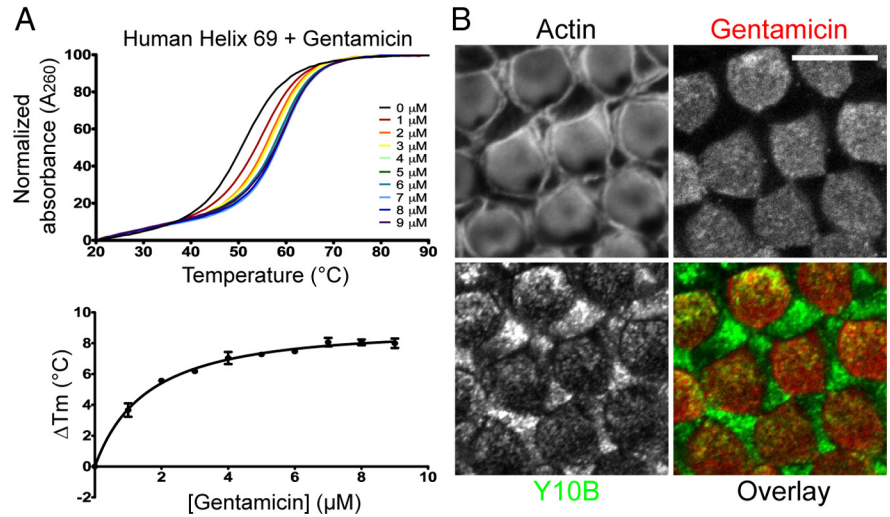 A
Human Helix 69 + Gentamicin
Normalized
absorbance (A260)
100
80
60
40
20
0
20 30 40 50 60 70 80 90
Temperature (°C)
0 μM
1 μM
2 μM
3 μM
4 μM
5 μM
6 μM
7 μM
8 μM
9 μM
ΔTm (°C)
10
8
6
4
2
0
-2
2 4 6 8 10
[Gentamicin] (μM)
B
Actin
Gentamicin
Y10B
Overlay